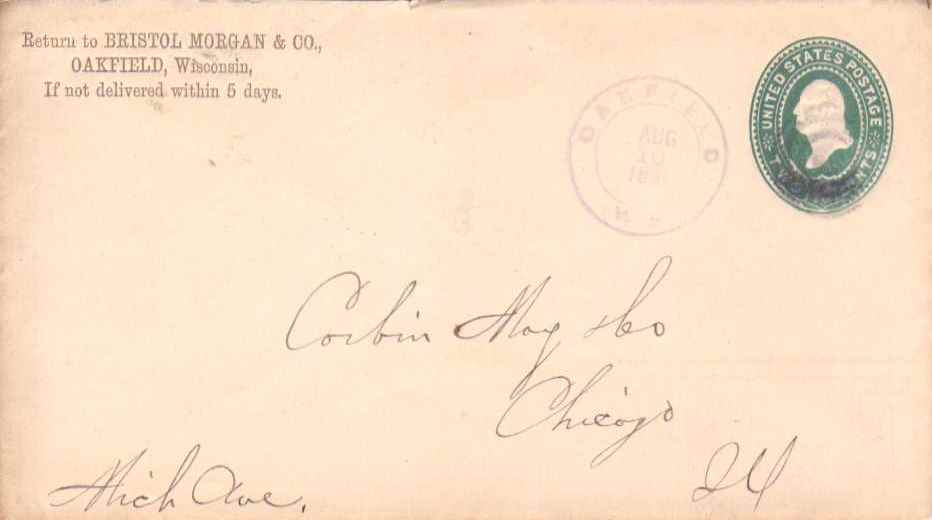 Return to BRISTOL MORGAN & CO.,
OAKFIELD, Wisconsin,
If not delivered within 5 days.
OAKFIELD
AUG
10
UNITED STATES POSTAGE
Corbin May & Co
Chicago
Ill
Mich Ave.